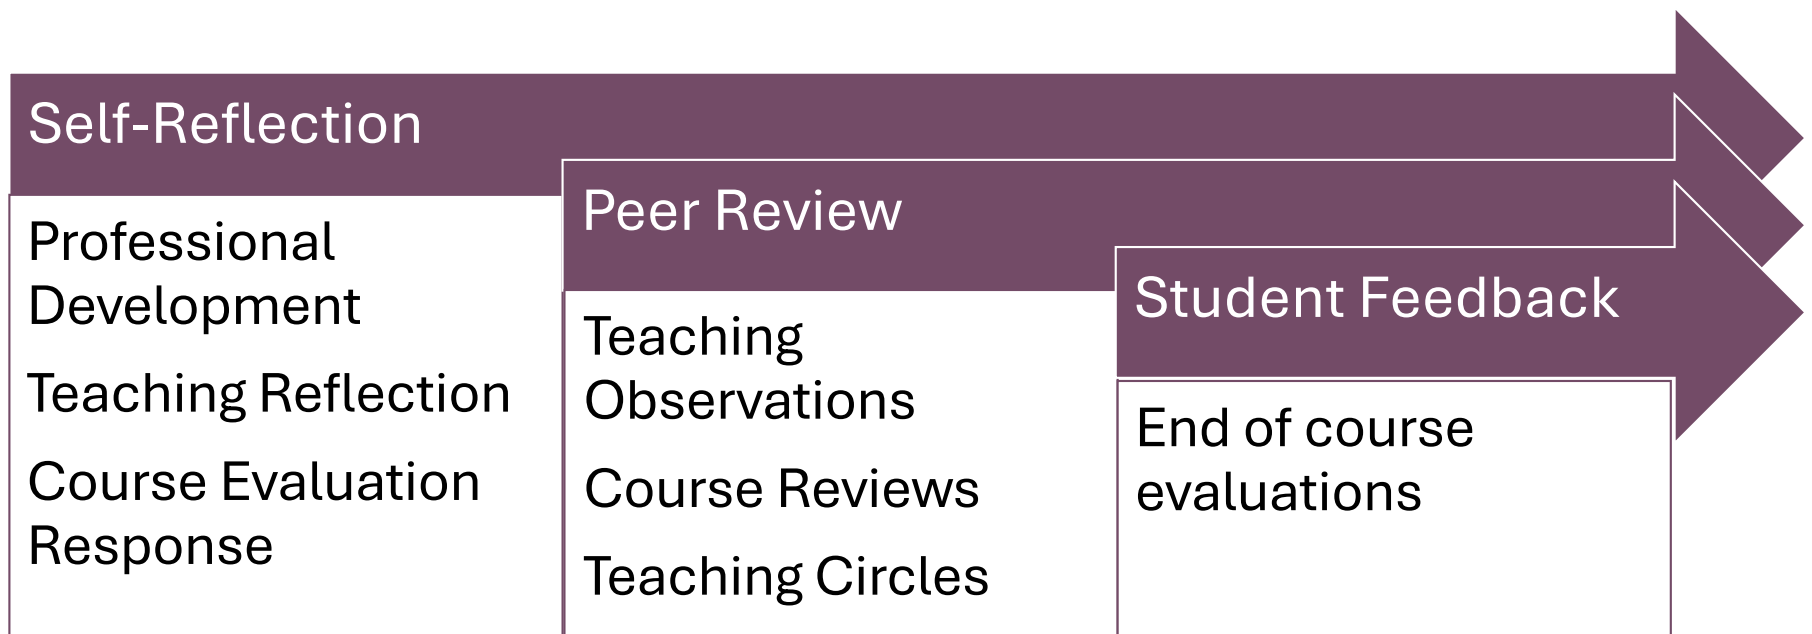 Self-Reflection
Professional
Development
Teaching Reflection
Course Evaluation
Response
Peer Review
Teaching
Observations
Course Reviews
Teaching Circles
Student Feedback
End of course
evaluations